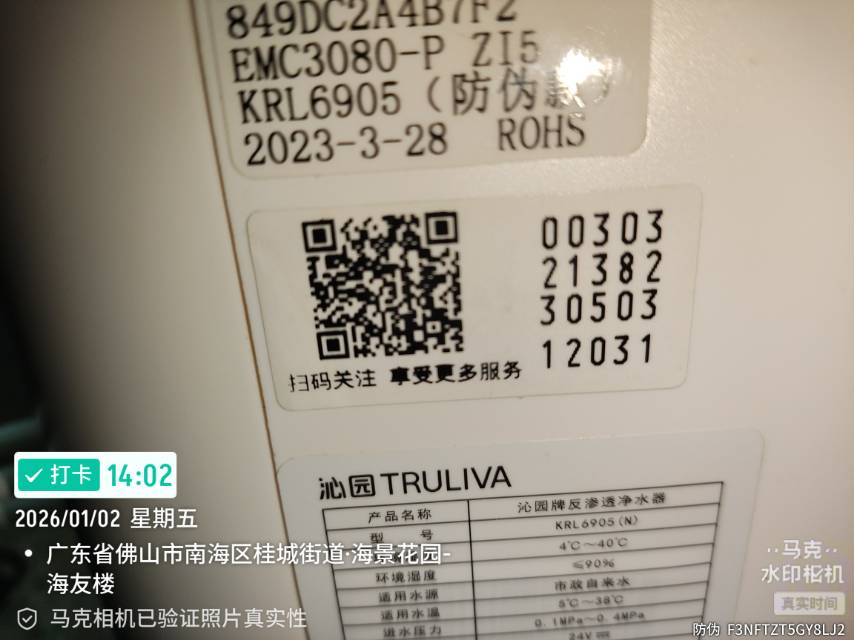 849DC2A4B7F2
EMC3080-P ZI5
KRL6905（防伪款）
2023-3-28 ROHS
00303
21382
30503
12031
扫码关注 享受更多服务
沁园TRULIVA
产品名称 沁园牌反渗透净水器
型 号 KRL6905(N)
4℃～40℃
环境湿度 ≤90%
适用水源 市政自来水
适用水温 5℃～38℃
进水压力 0.1MPa～0.4MPa
24V
打卡 14:02
2026/01/02 星期五
广东省佛山市南海区桂城街道·海景花园-
海友楼
马克相机已验证照片真实性
马克
水印相机
真实时间
防伪 F3NFTZT5GY8LJ2